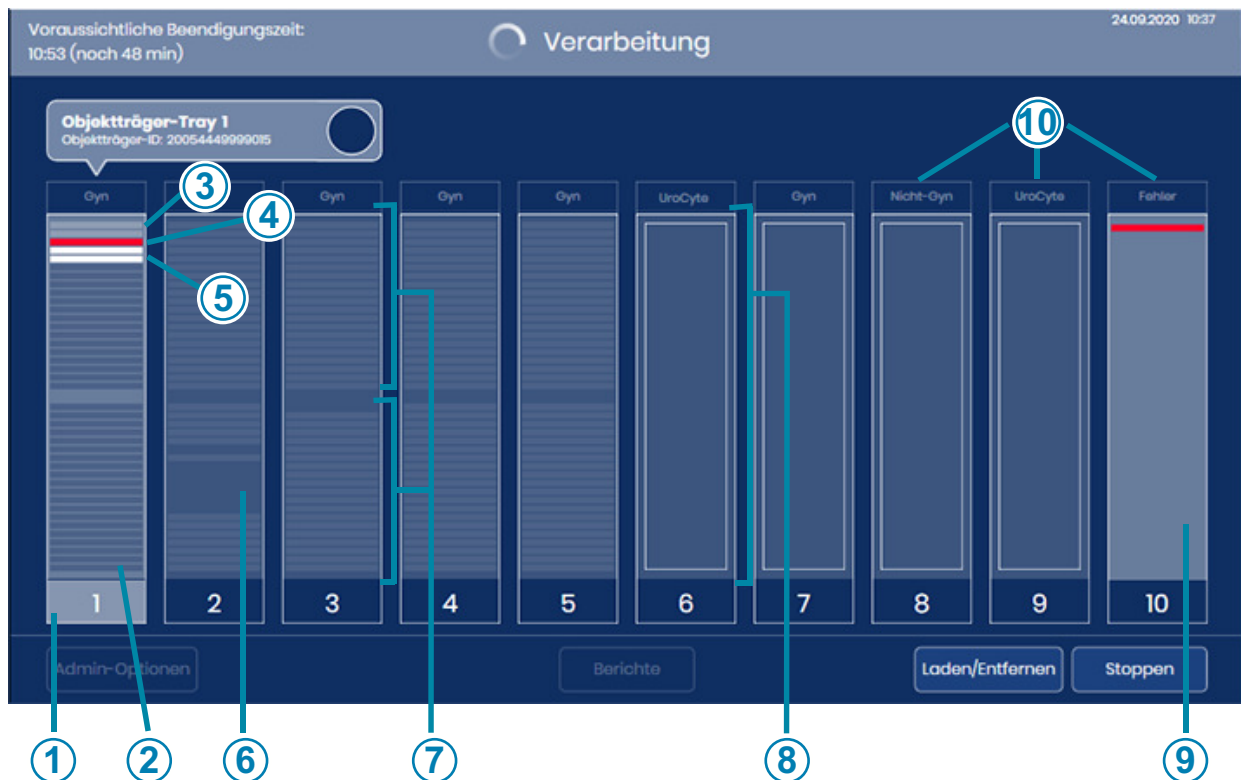 Voraussichtliche Beendigungszeit:
10:53 (noch 48 min)
Verarbeitung
24.09.2020 10:37
Objektträger-Tray 1
Objektträger-ID: 20054449999015
3
4
5
10
Gyn
Gyn
Gyn
Gyn
UroCyte
Gyn
Nicht-Gyn
UroCyte
Fehler
1
2
3
4
5
6
7
8
9
10
Admin-Optionen
Berichte
Laden/Entfernen
Stoppen
1
2
6
7
8
9